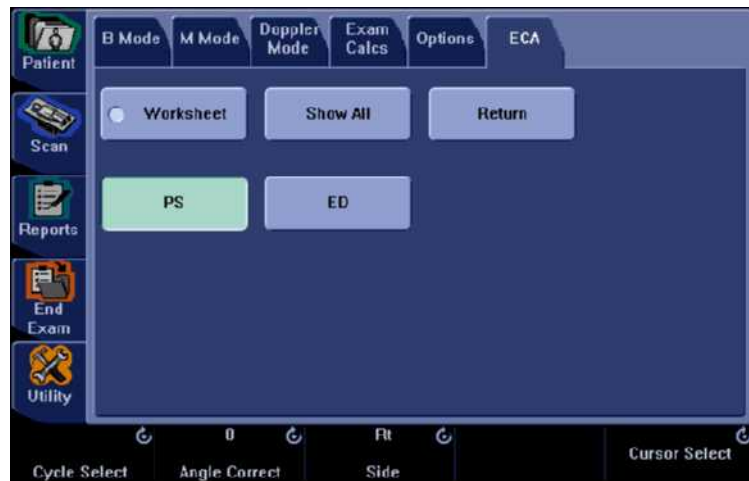 Patient
Scan
Reports
End
Exam
Utility
B Mode
M Mode
Doppler
Mode
Exam
Calcs
Options
ECA
Worksheet
Show All
Return
PS
ED
0
Rt
Cycle Select
Angle Correct
Side
Cursor Select